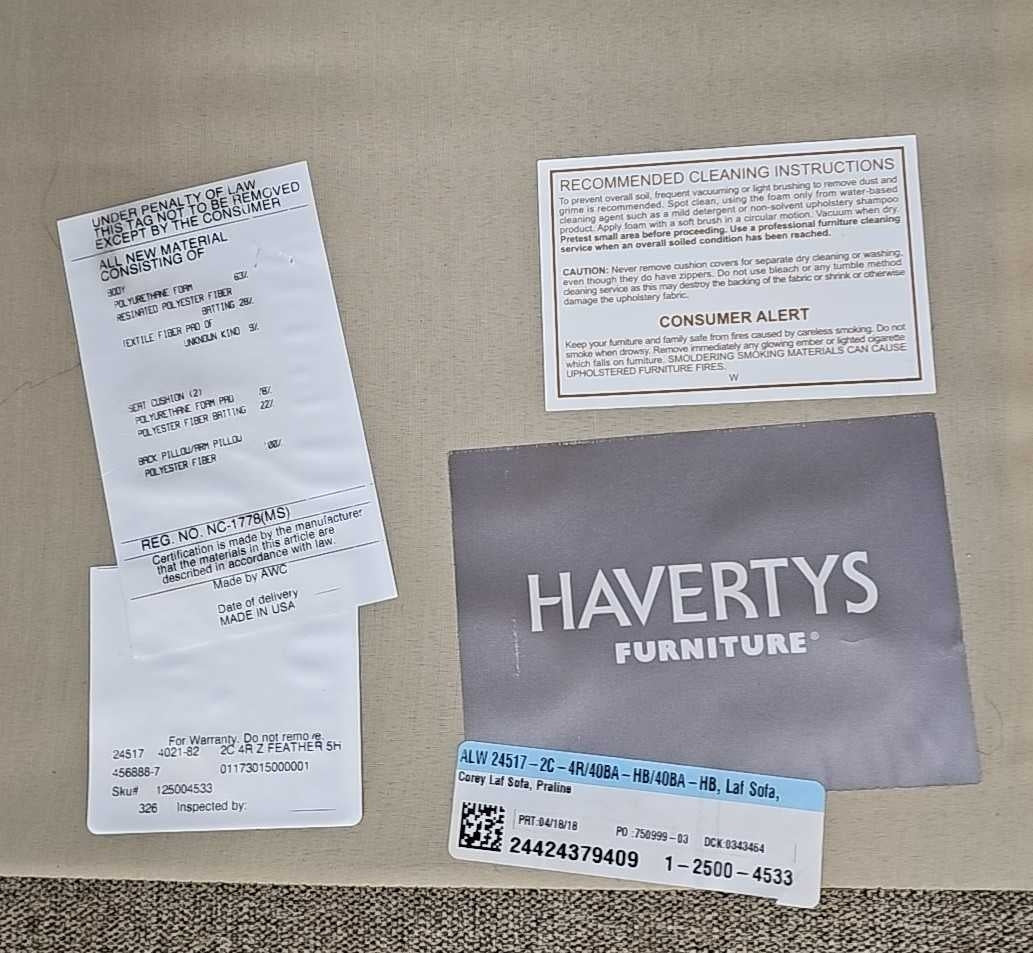 UNDER PENALTY OF LAW
THIS TAG NOT TO BE REMOVED
EXCEPT BY THE CONSUMER
ALL NEW MATERIAL
CONSISTING OF
BODY
POLYURETHANE FOAM 63%
RESINATED POLYESTER FIBER
BATTING 28%
TEXTILE FIBER PAD OF
UNKNOWN KIND 9%
SEAT CUSHION (2)
POLYURETHANE FOAM PAD 78%
POLYESTER FIBER BATTING 22%
BACK PILLOW/ARM PILLOW
POLYESTER FIBER 100%
REG. NO. NC-1778(MS)
Certification is made by the manufacturer
that the materials in this article are
described in accordance with law.
Made by AWC
Date of delivery
MADE IN USA
For Warranty. Do not remove.
24517 4021-82 2C 4R Z FEATHER SH
456888-7 01173015000001
Sku# 125004533
326 Inspected by:
RECOMMENDED CLEANING INSTRUCTIONS
To prevent overall soil, frequent vacuuming or light brushing to remove dust and
grime is recommended. Spot clean, using the foam only from water-based
cleaning agent such as a mild detergent or non-solvent upholstery shampoo
product. Apply foam with a soft brush in a circular motion. Vacuum when dry.
Pretest small area before proceeding. Use a professional furniture cleaning
service when an overall soiled condition has been reached.
CAUTION: Never remove cushion covers for separate dry cleaning or washing,
even though they do have zippers. Do not use bleach or any tumble method
cleaning service as this may destroy the backing of the fabric or shrink or otherwise
damage the upholstery fabric.
CONSUMER ALERT
Keep your furniture and family safe from fires caused by careless smoking. Do not
smoke when drowsy. Remove immediately any glowing ember or lighted cigarette
which falls on furniture. SMOLDERING SMOKING MATERIALS CAN CAUSE
UPHOLSTERED FURNITURE FIRES.
W
HAVERTYS
FURNITURE®
ALW 24517-2C-4R/40BA-HB/40BA-HB, Laf Sofa,
Corey Laf Sofa, Praline
PRT:04/18/18 PO:750999-03 DCK:0343464
24424379409 1-2500-4533